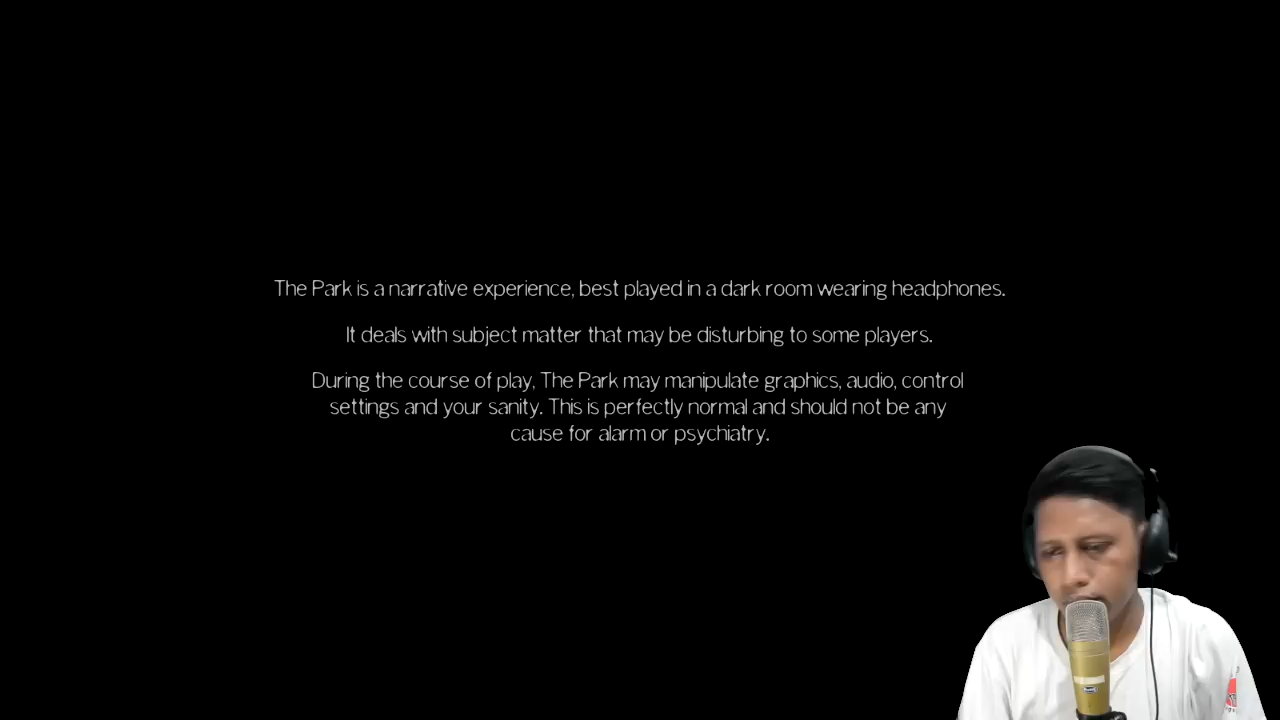 The Park is a narrative experience, best played in a dark room wearing headphones.
It deals with subject matter that may be disturbing to some players.
During the course of play, The Park may manipulate graphics, audio, control
settings and your sanity. This is perfectly normal and should not be any
cause for alarm or psychiatry.